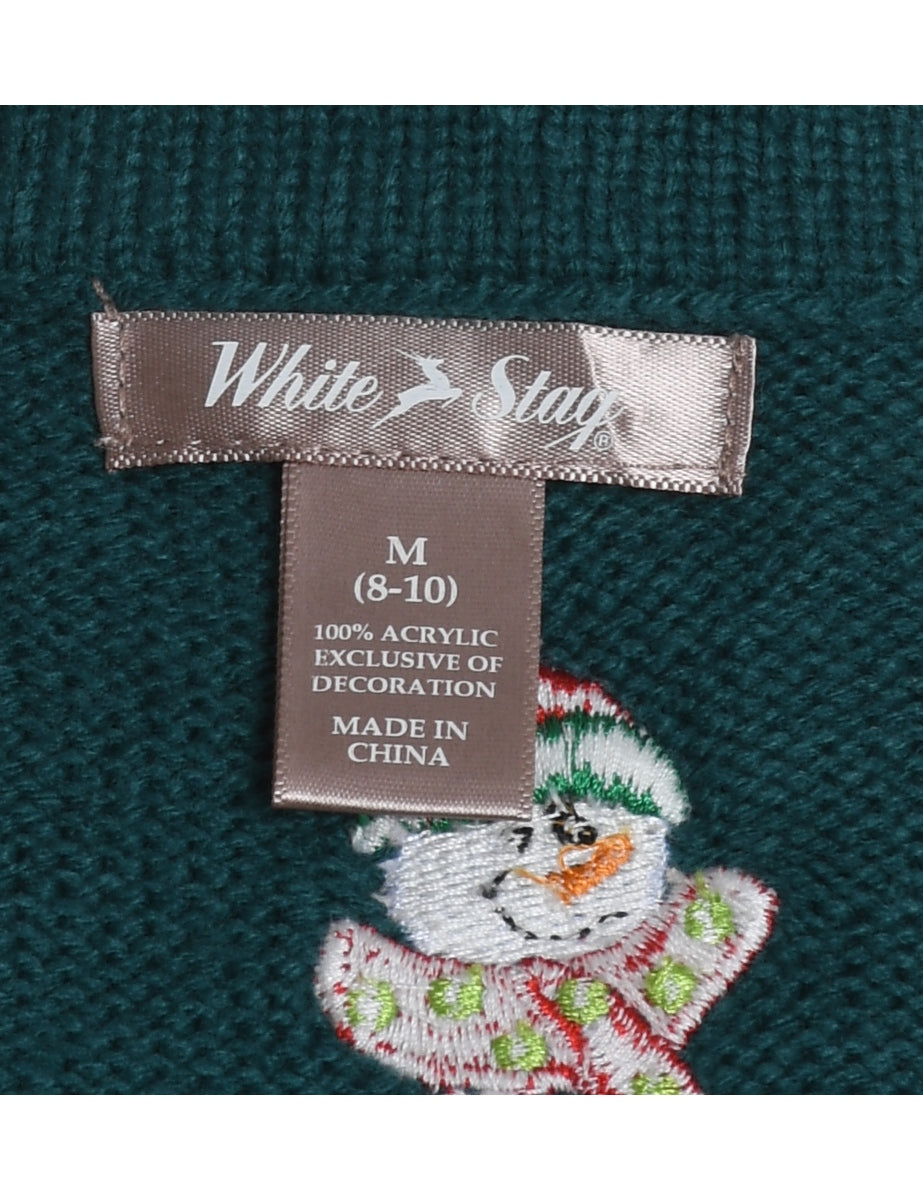 White Stag®
M
(8-10)
100% ACRYLIC
EXCLUSIVE OF
DECORATION
MADE IN
CHINA